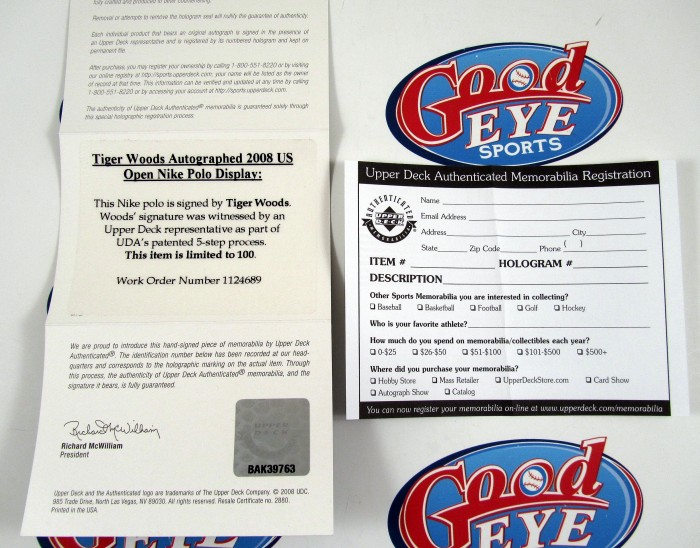 fully crafted and produced or distributed.
Removal or attempts to remove the hologram seal will nullify the guarantee of authenticity.
Each individual product that bears an original autograph is signed in the presence of
an Upper Deck representative and is registered by its numbered hologram and kept on
permanent file.
After purchase, you may register your ownership by calling 1-800-551-8220 or by visiting
our online registry at http://sports.upperdeck.com; your name will be listed as the owner
of record at that time. This information can be verified and updated at any time by calling
1-800-551-8220 or by accessing your account at http://sports.upperdeck.com.
The authenticity of Upper Deck Authenticated® memorabilia is guaranteed solely through
this special holographic registration process.
Tiger Woods Autographed 2008 US
Open Nike Polo Display:
This Nike polo is signed by Tiger Woods.
Woods' signature was witnessed by an
Upper Deck representative as part of
UDA's patented 5-step process.
This item is limited to 100.
Work Order Number 1124689
We are proud to introduce this hand-signed piece of memorabilia by Upper Deck
Authenticated®. The identification number below has been recorded at our head-
quarters and corresponds to the holographic marking on the actual item. Through
this process, the authenticity of Upper Deck Authenticated® memorabilia, and the
signature it bears, is fully guaranteed.
Richard McWilliam
Richard McWilliam
President
UPPER
DECK
BAK39763
Upper Deck and the Authenticated logo are trademarks of The Upper Deck Company. © 2008 UDC.
985 Trade Drive, North Las Vegas, NV 89030. All rights reserved. Resale Certificate no. 2880.
Printed in the USA.
Good
EYE
SPORTS
Upper Deck Authenticated Memorabilia Registration
AUTHENTICATED
UPPER
DECK
MEMORABILIA
Name
Email Address
Address City
State Zip Code Phone ( )
ITEM # HOLOGRAM #
DESCRIPTION
Other Sports Memorabilia you are interested in collecting?
❑ Baseball ❑ Basketball ❑ Football ❑ Golf ❑ Hockey
Who is your favorite athlete?
How much do you spend on memorabilia/collectibles each year?
❑ 0-$25 ❑ $26-$50 ❑ $51-$100 ❑ $101-$500 ❑ $500+
Where did you purchase your memorabilia?
❑ Hobby Store ❑ Mass Retailer ❑ UpperDeckStore.com ❑ Card Show
❑ Autograph Show ❑ Catalog
You can now register your memorabilia on-line at www.upperdeck.com/memorabilia
Good
EYE